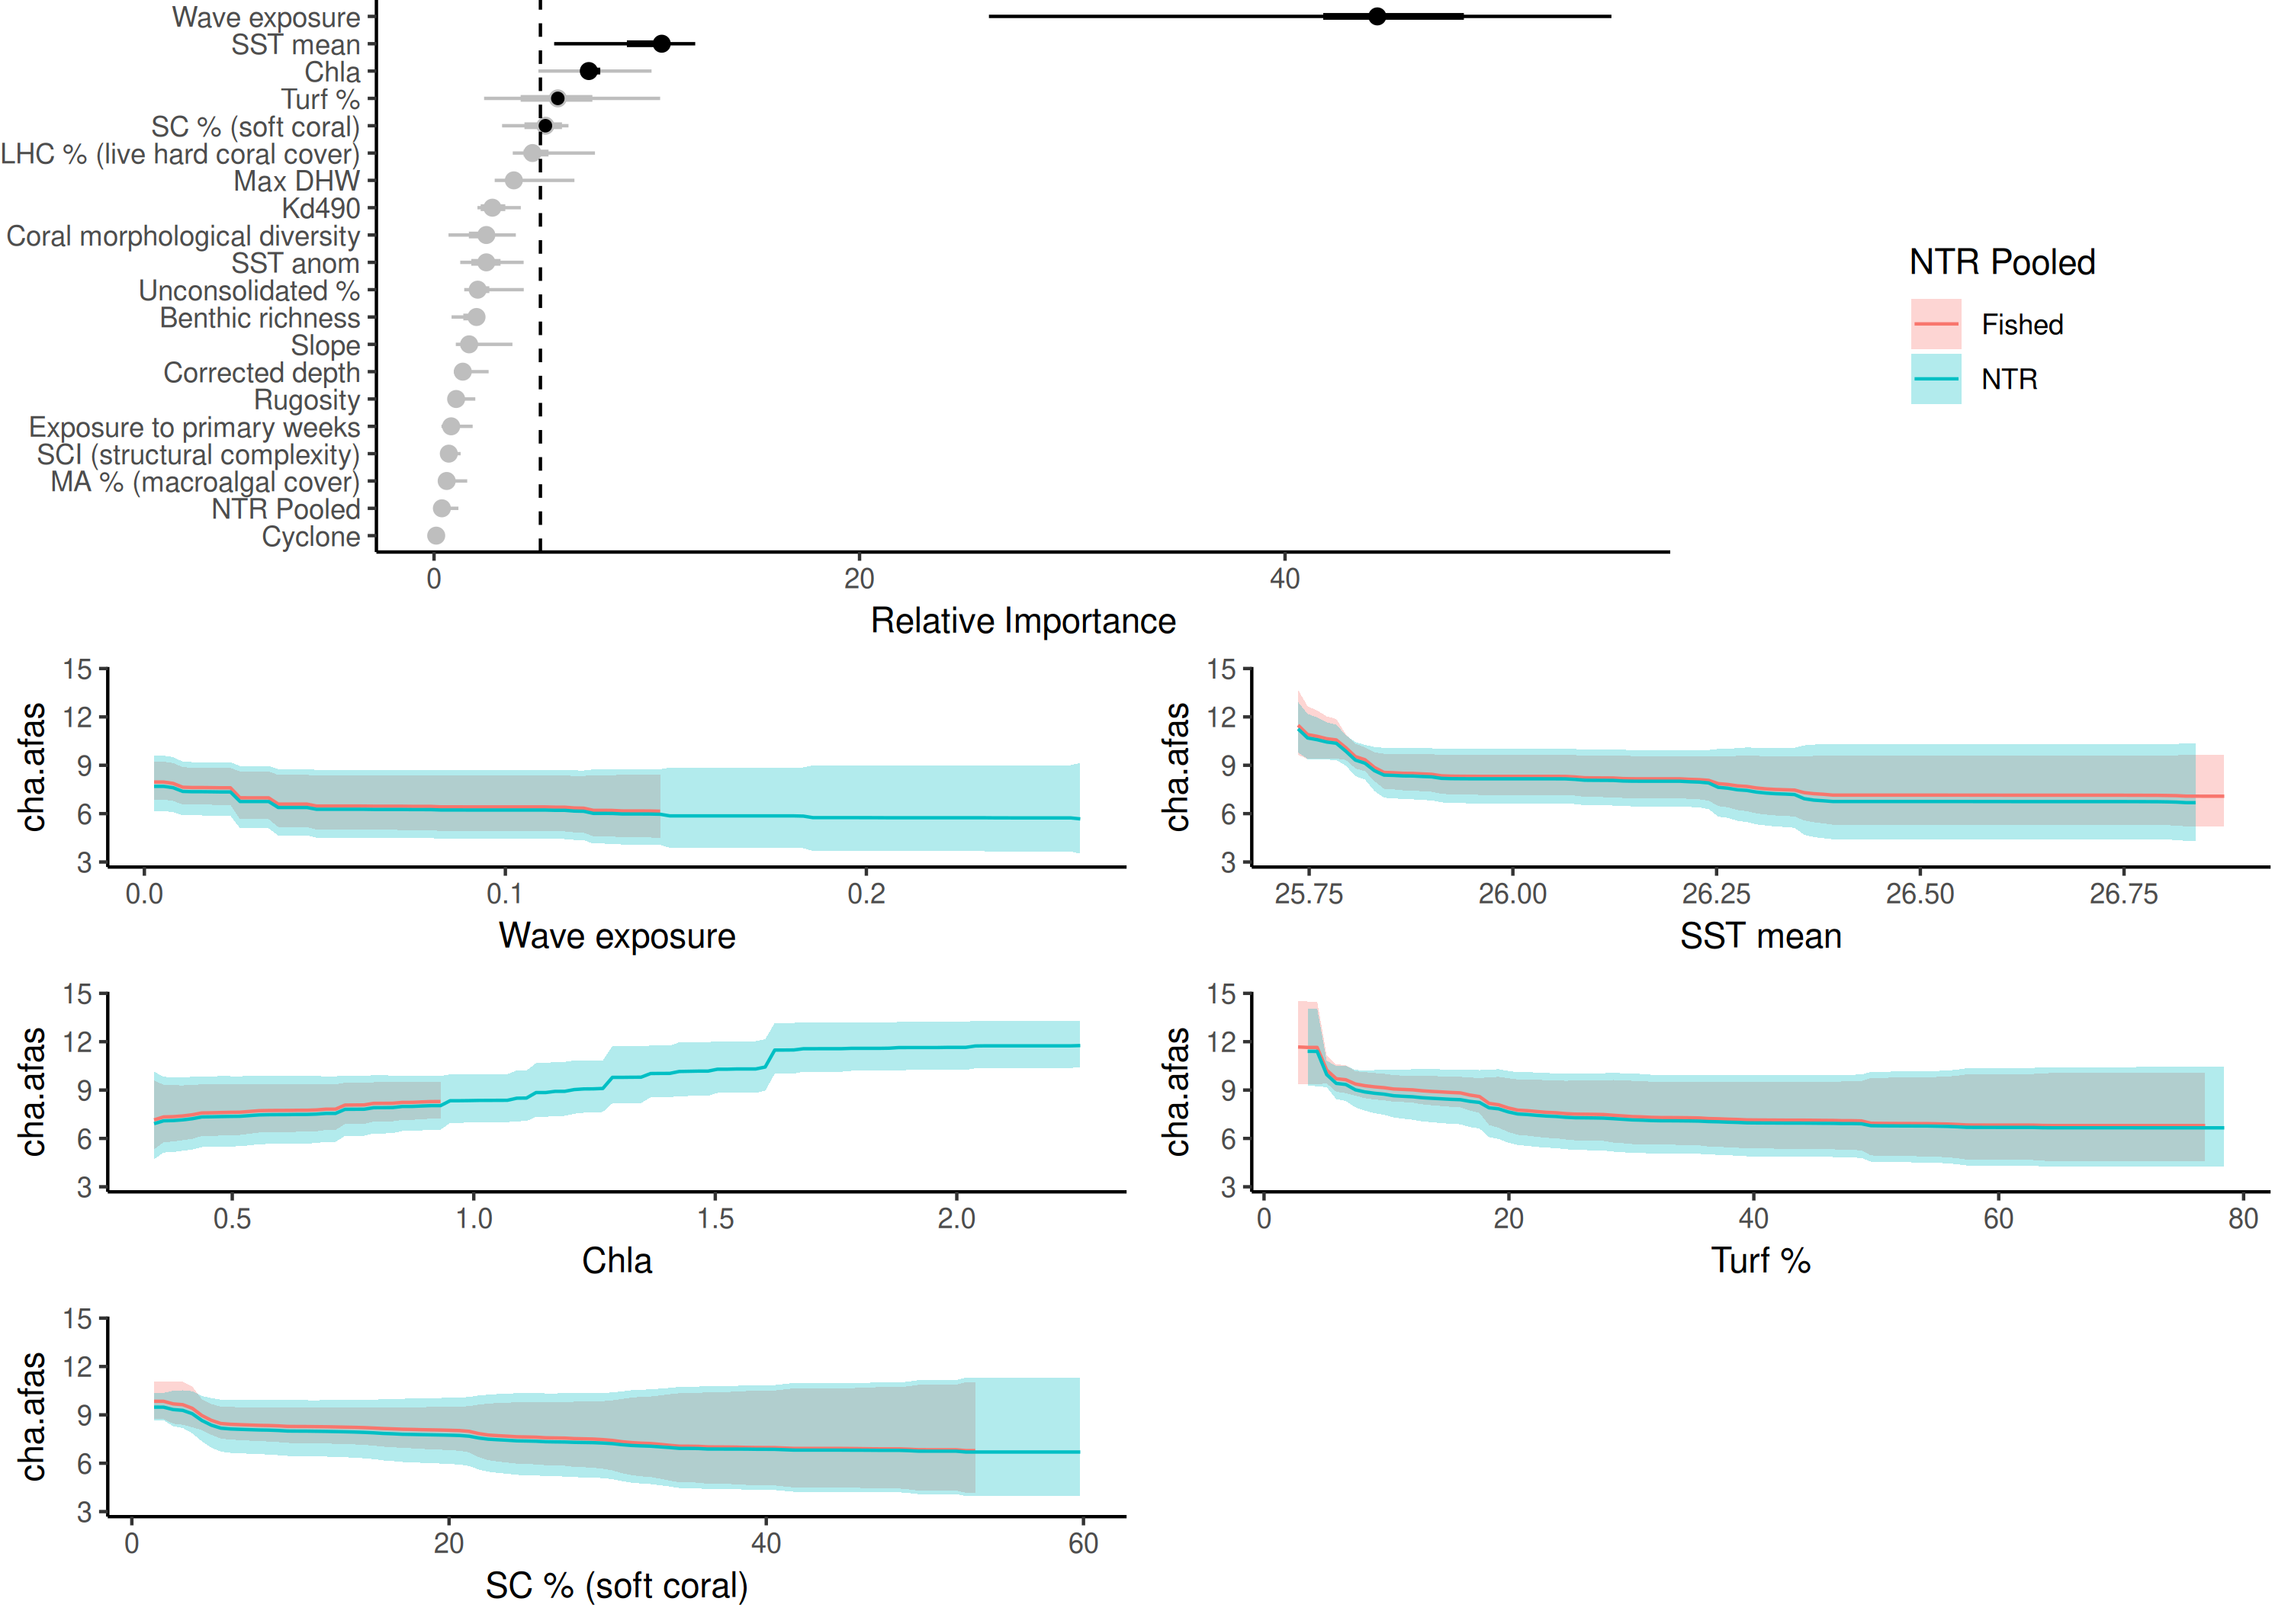 Wave exposure
SST mean
Chla
Turf %
SC % (soft coral)
LHC % (live hard coral cover)
Max DHW
Kd490
Coral morphological diversity
SST anom
Unconsolidated %
Benthic richness
Slope
Corrected depth
Rugosity
Exposure to primary weeks
SCI (structural complexity)
MA % (macroalgal cover)
NTR Pooled
Cyclone
0 20 40
Relative Importance
NTR Pooled
Fished
NTR
cha.afas
15
12
9
6
3
0.0 0.1 0.2
Wave exposure
cha.afas
15
12
9
6
3
25.75 26.00 26.25 26.50 26.75
SST mean
cha.afas
15
12
9
6
3
0.5 1.0 1.5 2.0
Chla
cha.afas
15
12
9
6
3
0 20 40 60 80
Turf %
cha.afas
15
12
9
6
3
0 20 40 60
SC % (soft coral)